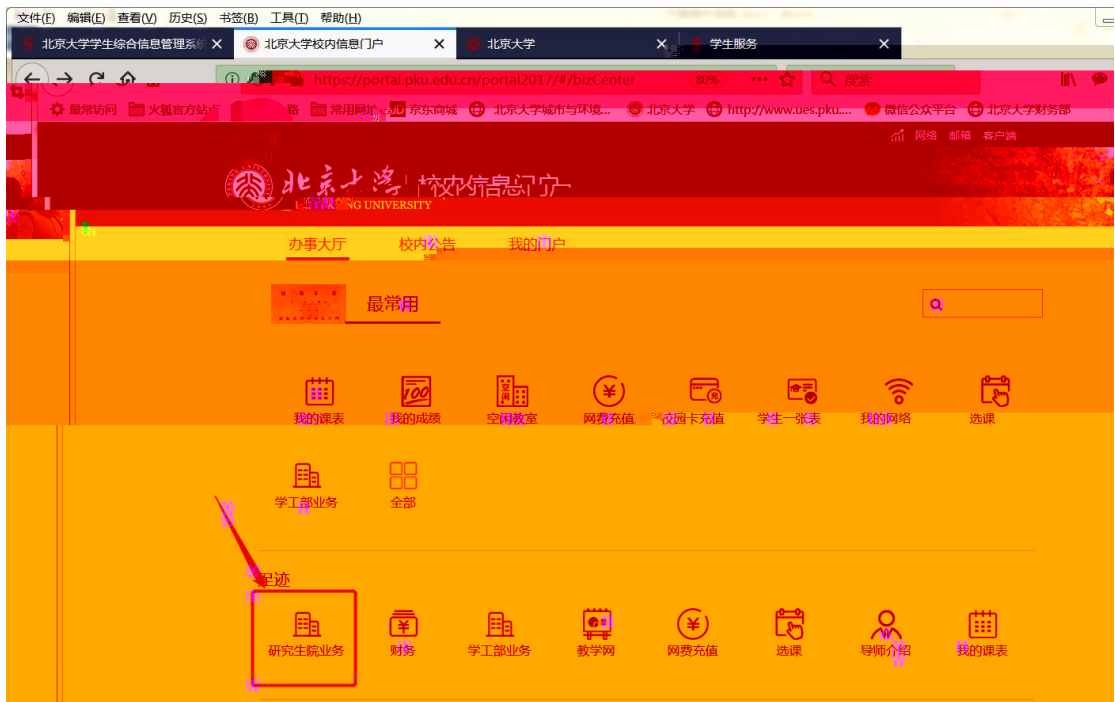 文件(F) 编辑(E) 查看(V) 历史(S) 书签(B) 工具(T) 帮助(H)
北京大学学生综合信息管理系统 北京大学校内信息门户 北京大学 学生服务
https://portal.pku.edu.cn/portal2017/#/bizCenter 80% 搜索
最常访问 火狐官方站点 常用网址 JD 京东商城 北京大学城市与环境... 北京大学 http://www.ues.pku.... 微信公众平台 北京大学财务部
网络 邮箱 客户端
北京大学 校内信息门户
NG UNIVERSITY
办事大厅 校内公告 我的门户
最常用
我的课表 我的成绩 空闲教室 网费充值 校园卡充值 学生一张表 我的网络 选课
学工部业务 全部
足迹
研究生院业务 财务 学工部业务 教学网 网费充值 选课 导师介绍 我的课表